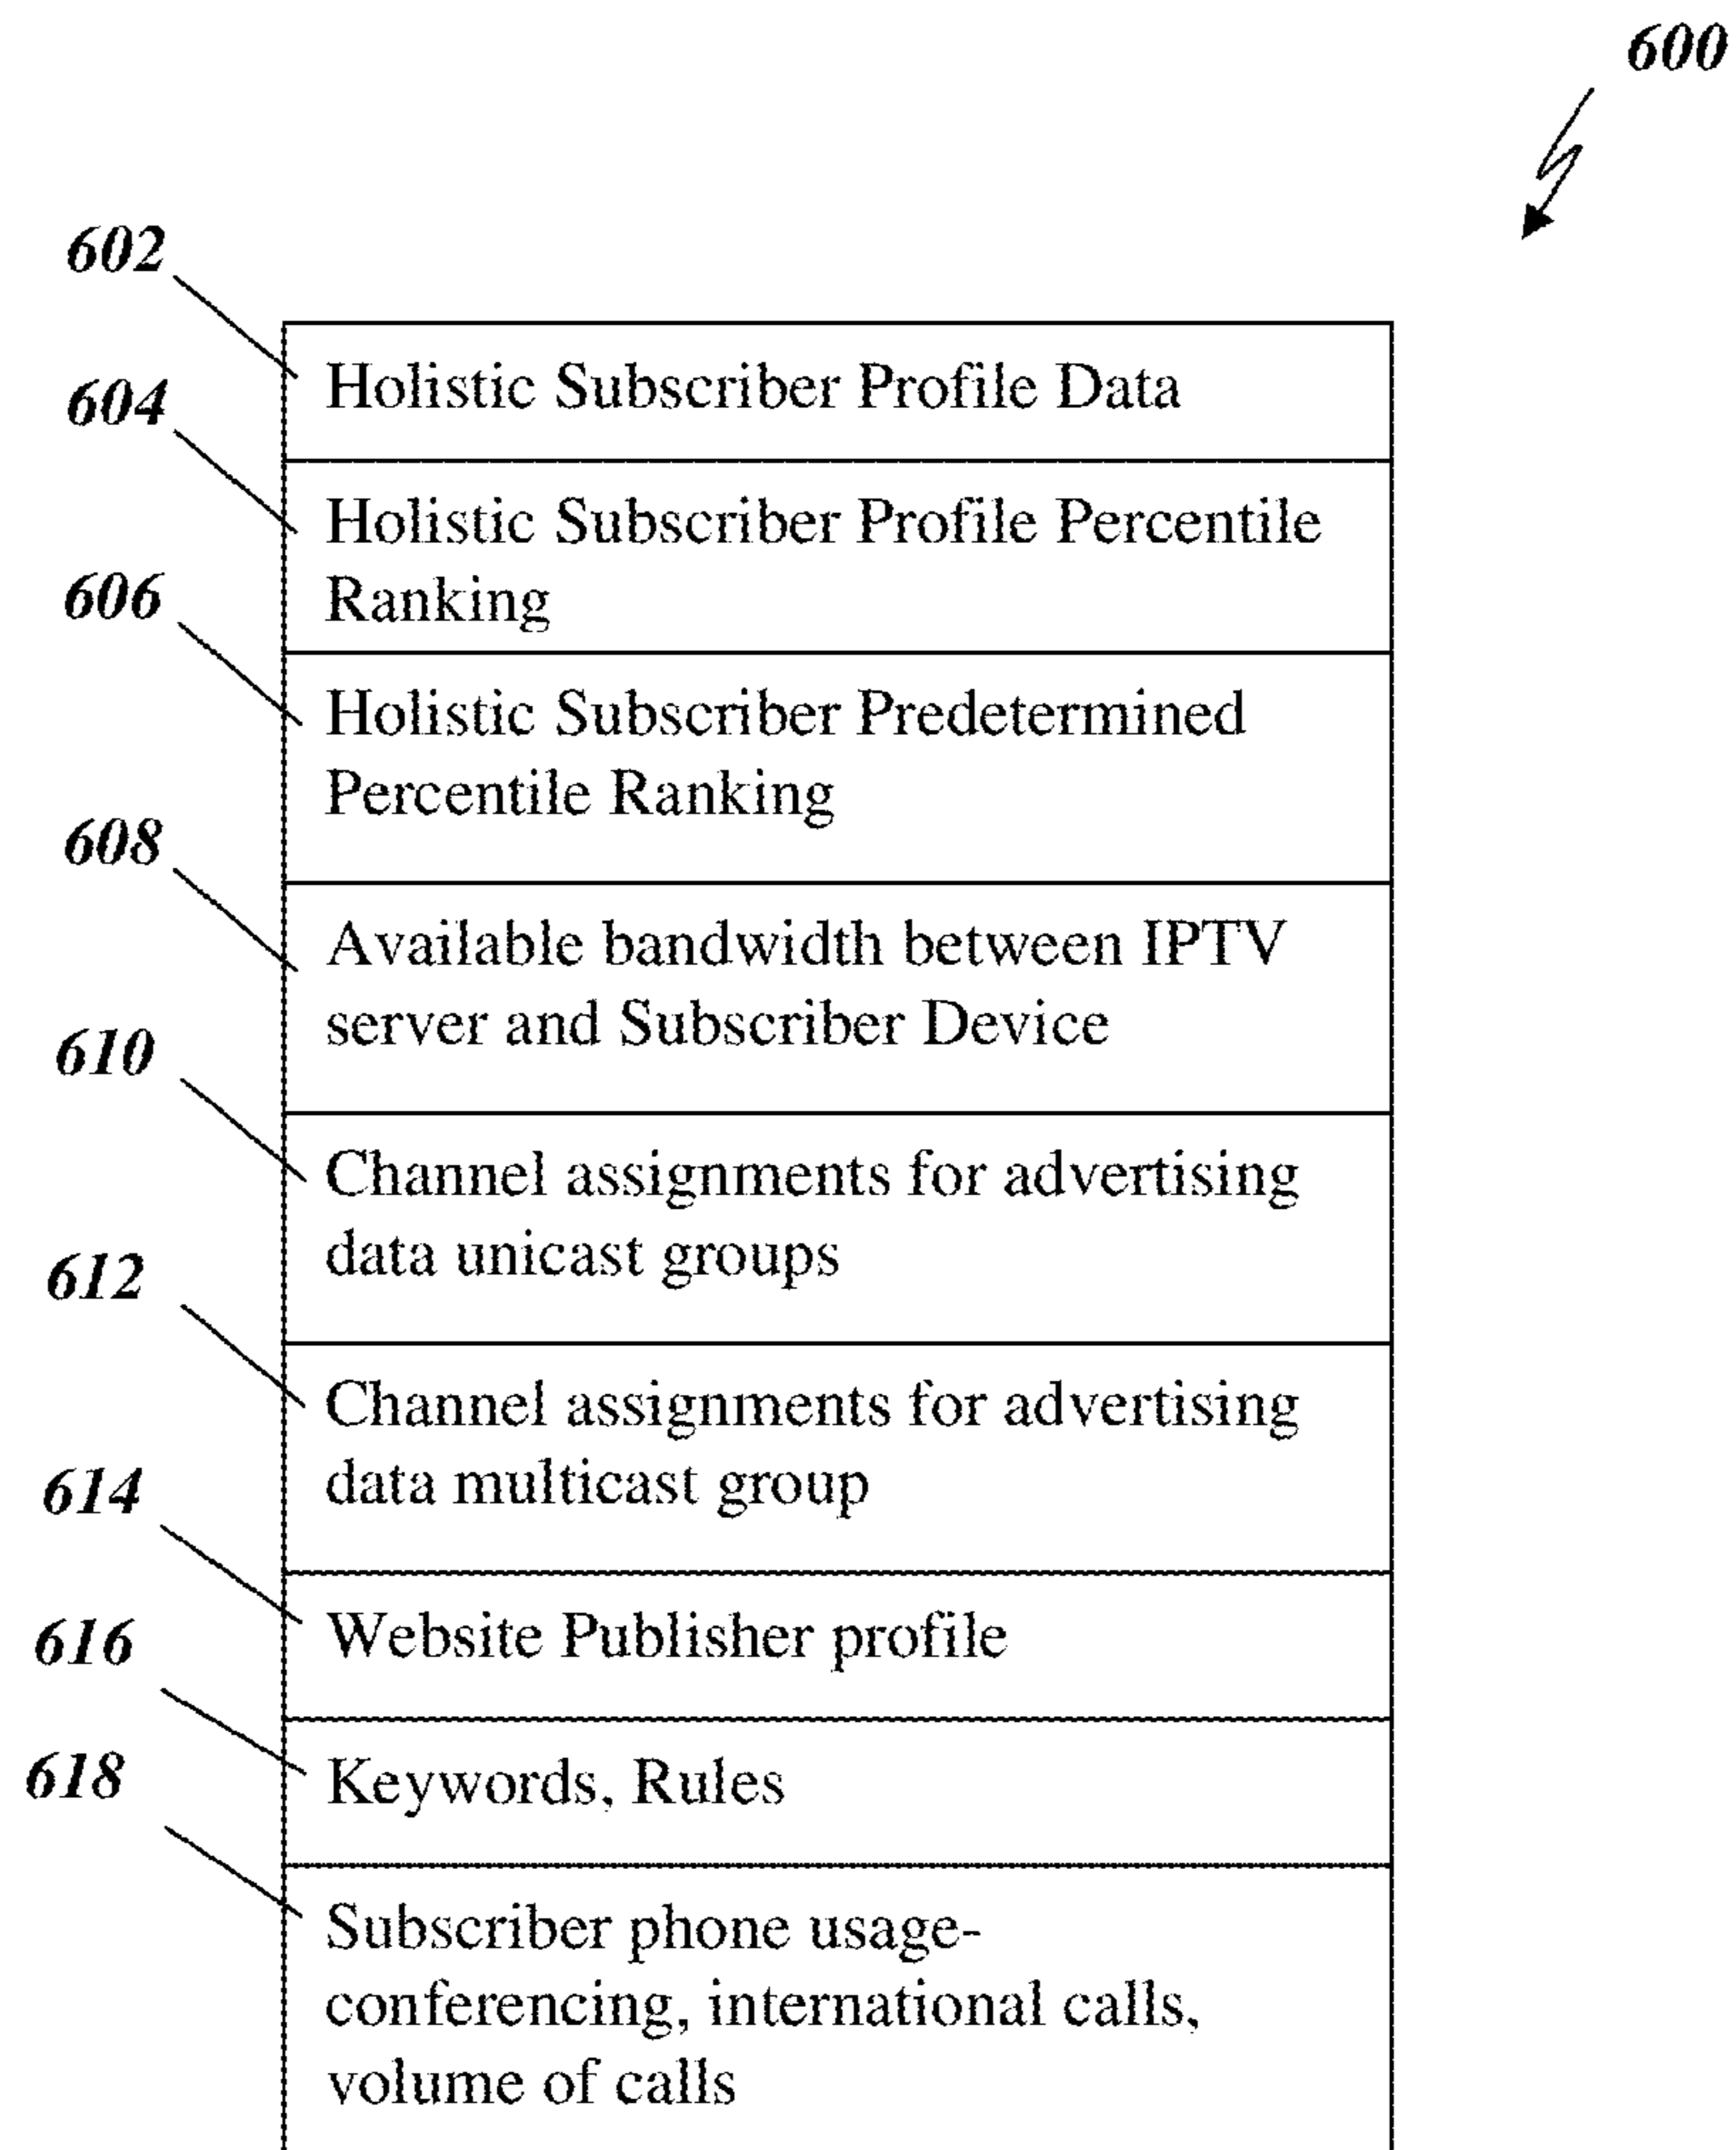 600
602
Holistic Subscriber Profile Data
604
Holistic Subscriber Profile Percentile
Ranking
606
Holistic Subscriber Predetermined
Percentile Ranking
608
Available bandwidth between IPTV
server and Subscriber Device
610
Channel assignments for advertising
data unicast groups
612
Channel assignments for advertising
data multicast group
614
Website Publisher profile
616
Keywords, Rules
618
Subscriber phone usage-
conferencing, international calls,
volume of calls